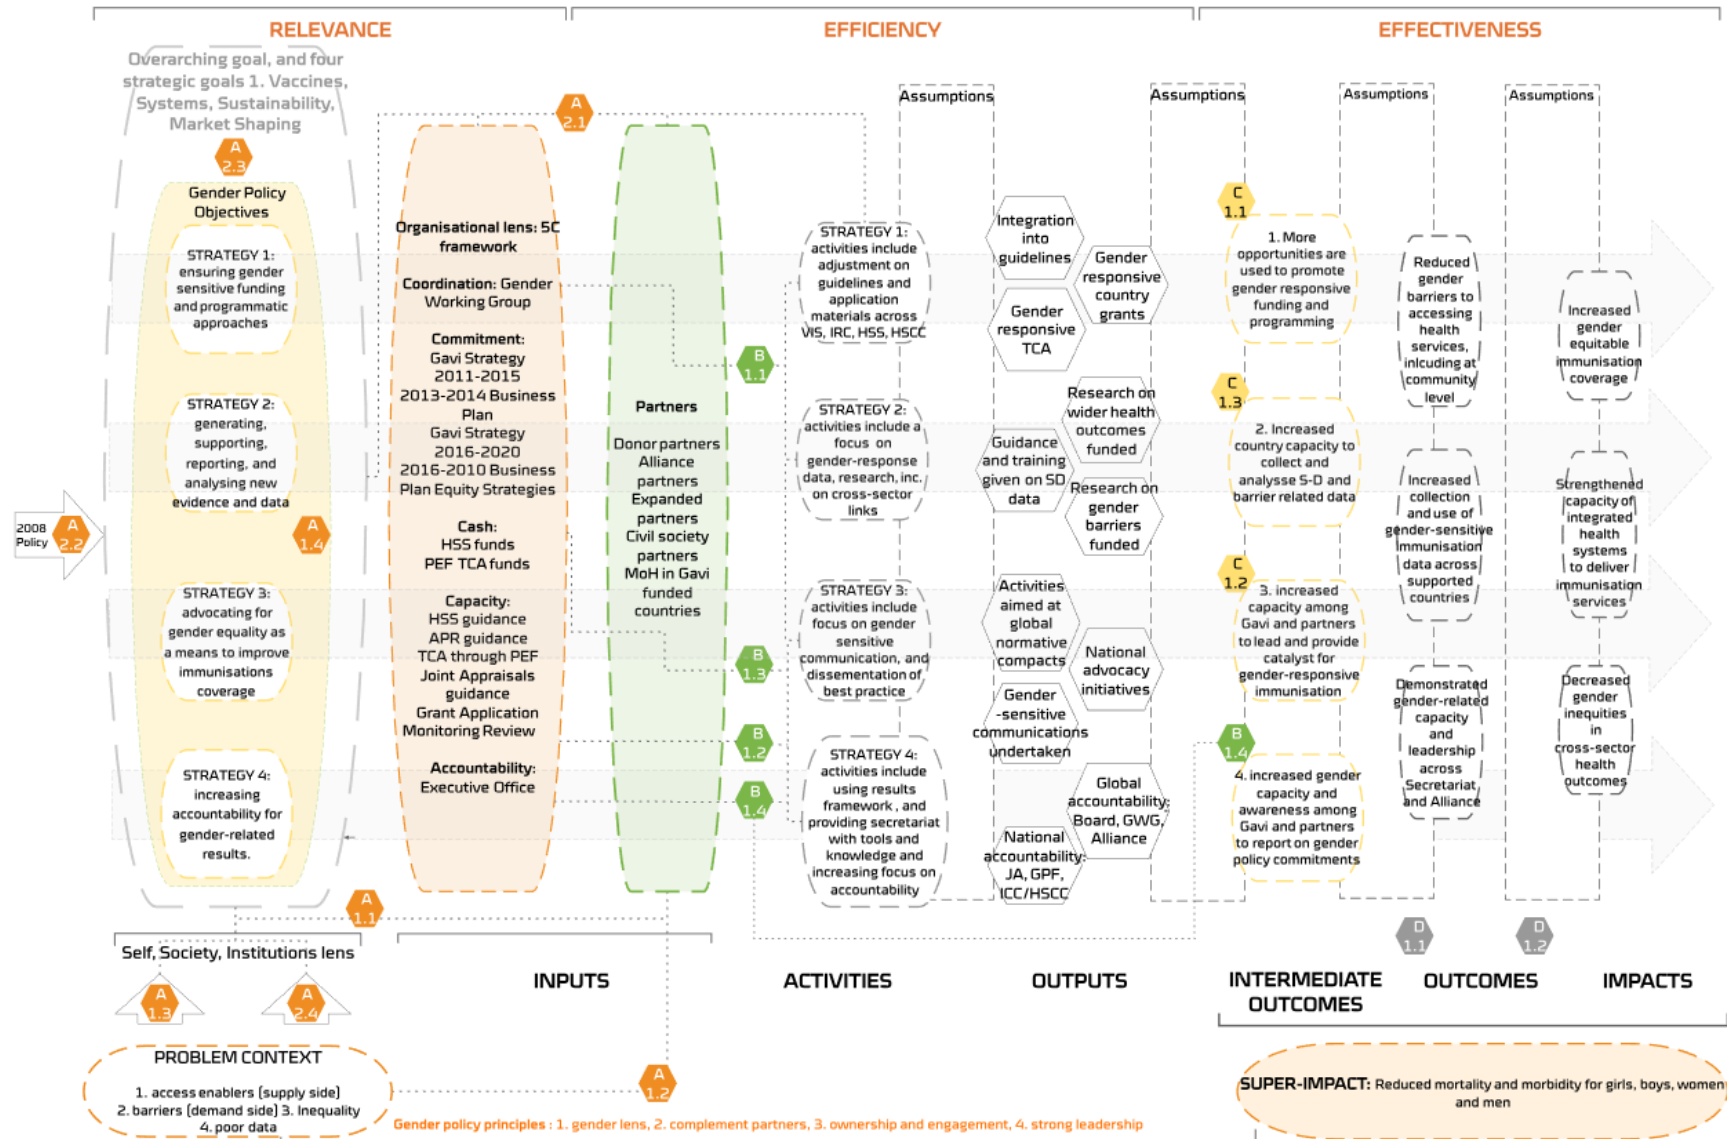 RELEVANCE
EFFICIENCY
EFFECTIVENESS
Overarching goal, and four
strategic goals 1. Vaccines,
Systems, Sustainability,
Market Shaping
A
2.3
Gender Policy
Objectives
STRATEGY 1:
ensuring gender
sensitive funding
and programmatic
approaches
STRATEGY 2:
generating,
supporting,
reporting, and
analysing new
evidence and data
A
1.4
2008
Policy
A
2.2
STRATEGY 3:
advocating for
gender equality as
a means to improve
immunisations
coverage
STRATEGY 4:
increasing
accountability for
gender-related
results.
A
1.1
Self, Society, Institutions lens
A
1.3
A
2.4
PROBLEM CONTEXT
1. access enablers (supply side)
2. barriers (demand side) 3. Inequality
4. poor data
A
2.1
Organisational lens: 5C
framework
Coordination: Gender
Working Group
Commitment:
Gavi Strategy
2011-2015
2013-2014 Business
Plan
Gavi Strategy
2016-2020
2016-2010 Business
Plan Equity Strategies
Cash:
HSS funds
PEF TCA funds
Capacity:
HSS guidance
APR guidance
TCA through PEF
Joint Appraisals
guidance
Grant Application
Monitoring Review
Accountability:
Executive Office
Partners
Donor partners
Alliance
partners
Expanded
partners
Civil society
partners
MoH in Gavi
funded
countries
B
1.1
B
1.3
B
1.2
B
1.4
A
1.2
INPUTS
Assumptions
STRATEGY 1:
activities include
adjustment on
guidelines and
application
materials across
VIS, IRC, HSS, HSCC
STRATEGY 2:
activities include a
focus on
gender-response
data, research, inc.
on cross-sector
links
STRATEGY 3:
activities include
focus on gender
sensitive
communication, and
dissementation of
best practice
STRATEGY 4:
activities include
using results
framework , and
providing secretariat
with tools and
knowledge and
increasing focus on
accountability
ACTIVITIES
Integration
into
guidelines
Gender
responsive
country
grants
Gender
responsive
TCA
Research on
wider health
outcomes
funded
Guidance
and training
given on SD
data
Research on
gender
barriers
funded
Activities
aimed at
global
normative
compacts
National
advocacy
initiatives
Gender
-sensitive
communications
undertaken
Global
accountability:
Board, GWG,
Alliance
National
accountability:
JA, GPF,
ICC/HSCC
OUTPUTS
Assumptions
C
1.1
1. More
opportunities are
used to promote
gender responsive
funding and
programming
C
1.3
2. Increased
country capacity to
collect and
analysse S-D and
barrier related data
C
1.2
3. increased
capacity among
Gavi and partners
to lead and provide
catalyst for
gender-responsive
immunisation
B
1.4
4. increased gender
capacity and
awareness among
Gavi and partners
to report on gender
policy commitments
INTERMEDIATE
OUTCOMES
Assumptions
Reduced
gender
barriers to
accessing
health
services,
inlcuding at
community
level
Increased
collection
and use of
gender-sensitive
immunisation
data across
supported
countries
Demonstrated
gender-related
capacity
and
leadership
across
Secretariat
and Alliance
D
1.1
OUTCOMES
Assumptions
Increased
gender
equitable
immunisation
coverage
Strengthened
capacity of
integrated
health
systems
to deliver
immunisation
services
Decreased
gender
inequities
in
cross-sector
health
outcomes
D
1.2
IMPACTS
SUPER-IMPACT: Reduced mortality and morbidity for girls, boys, women
and men
Gender policy principles : 1. gender lens, 2. complement partners, 3. ownership and engagement, 4. strong leadership